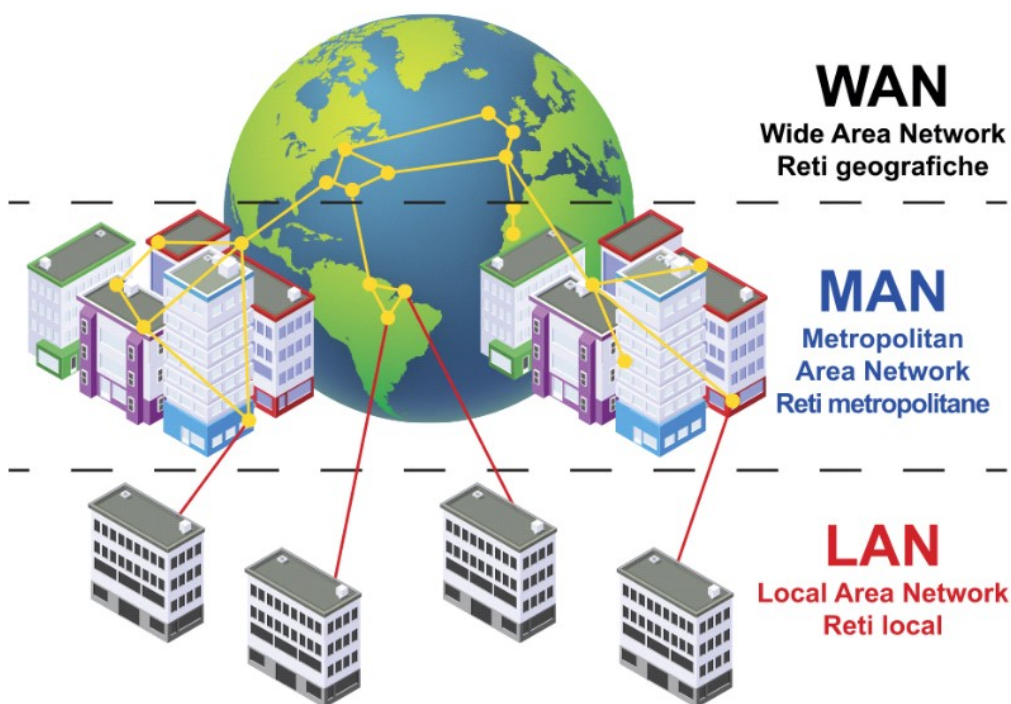 WAN
Wide Area Network
Reti geografiche
MAN
Metropolitan
Area Network
Reti metropolitane
LAN
Local Area Network
Reti local